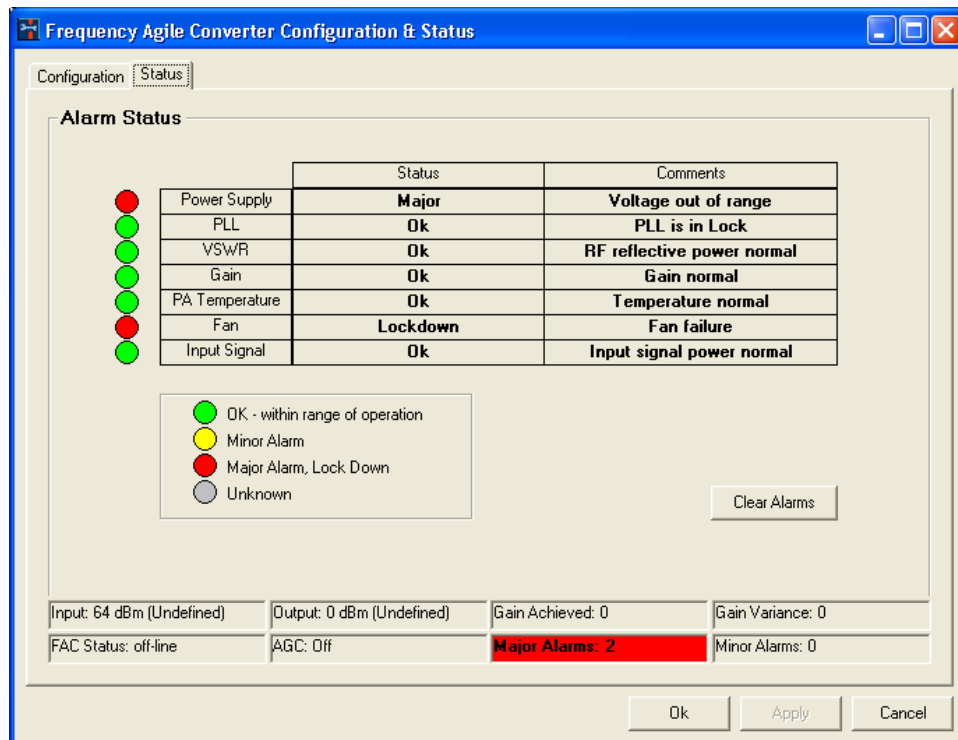 Frequency Agile Converter Configuration & Status
Configuration Status
Alarm Status
Status Comments
Power Supply Major Voltage out of range
PLL Ok PLL is in Lock
VSWR Ok RF reflective power normal
Gain Ok Gain normal
PA Temperature Ok Temperature normal
Fan Lockdown Fan failure
Input Signal Ok Input signal power normal
OK - within range of operation
Minor Alarm
Major Alarm, Lock Down
Unknown
Clear Alarms
Input: 64 dBm (Undefined) Output: 0 dBm (Undefined) Gain Achieved: 0 Gain Variance: 0
FAC Status: off-line AGC: Off Major Alarms: 2 Minor Alarms: 0
Ok Apply Cancel